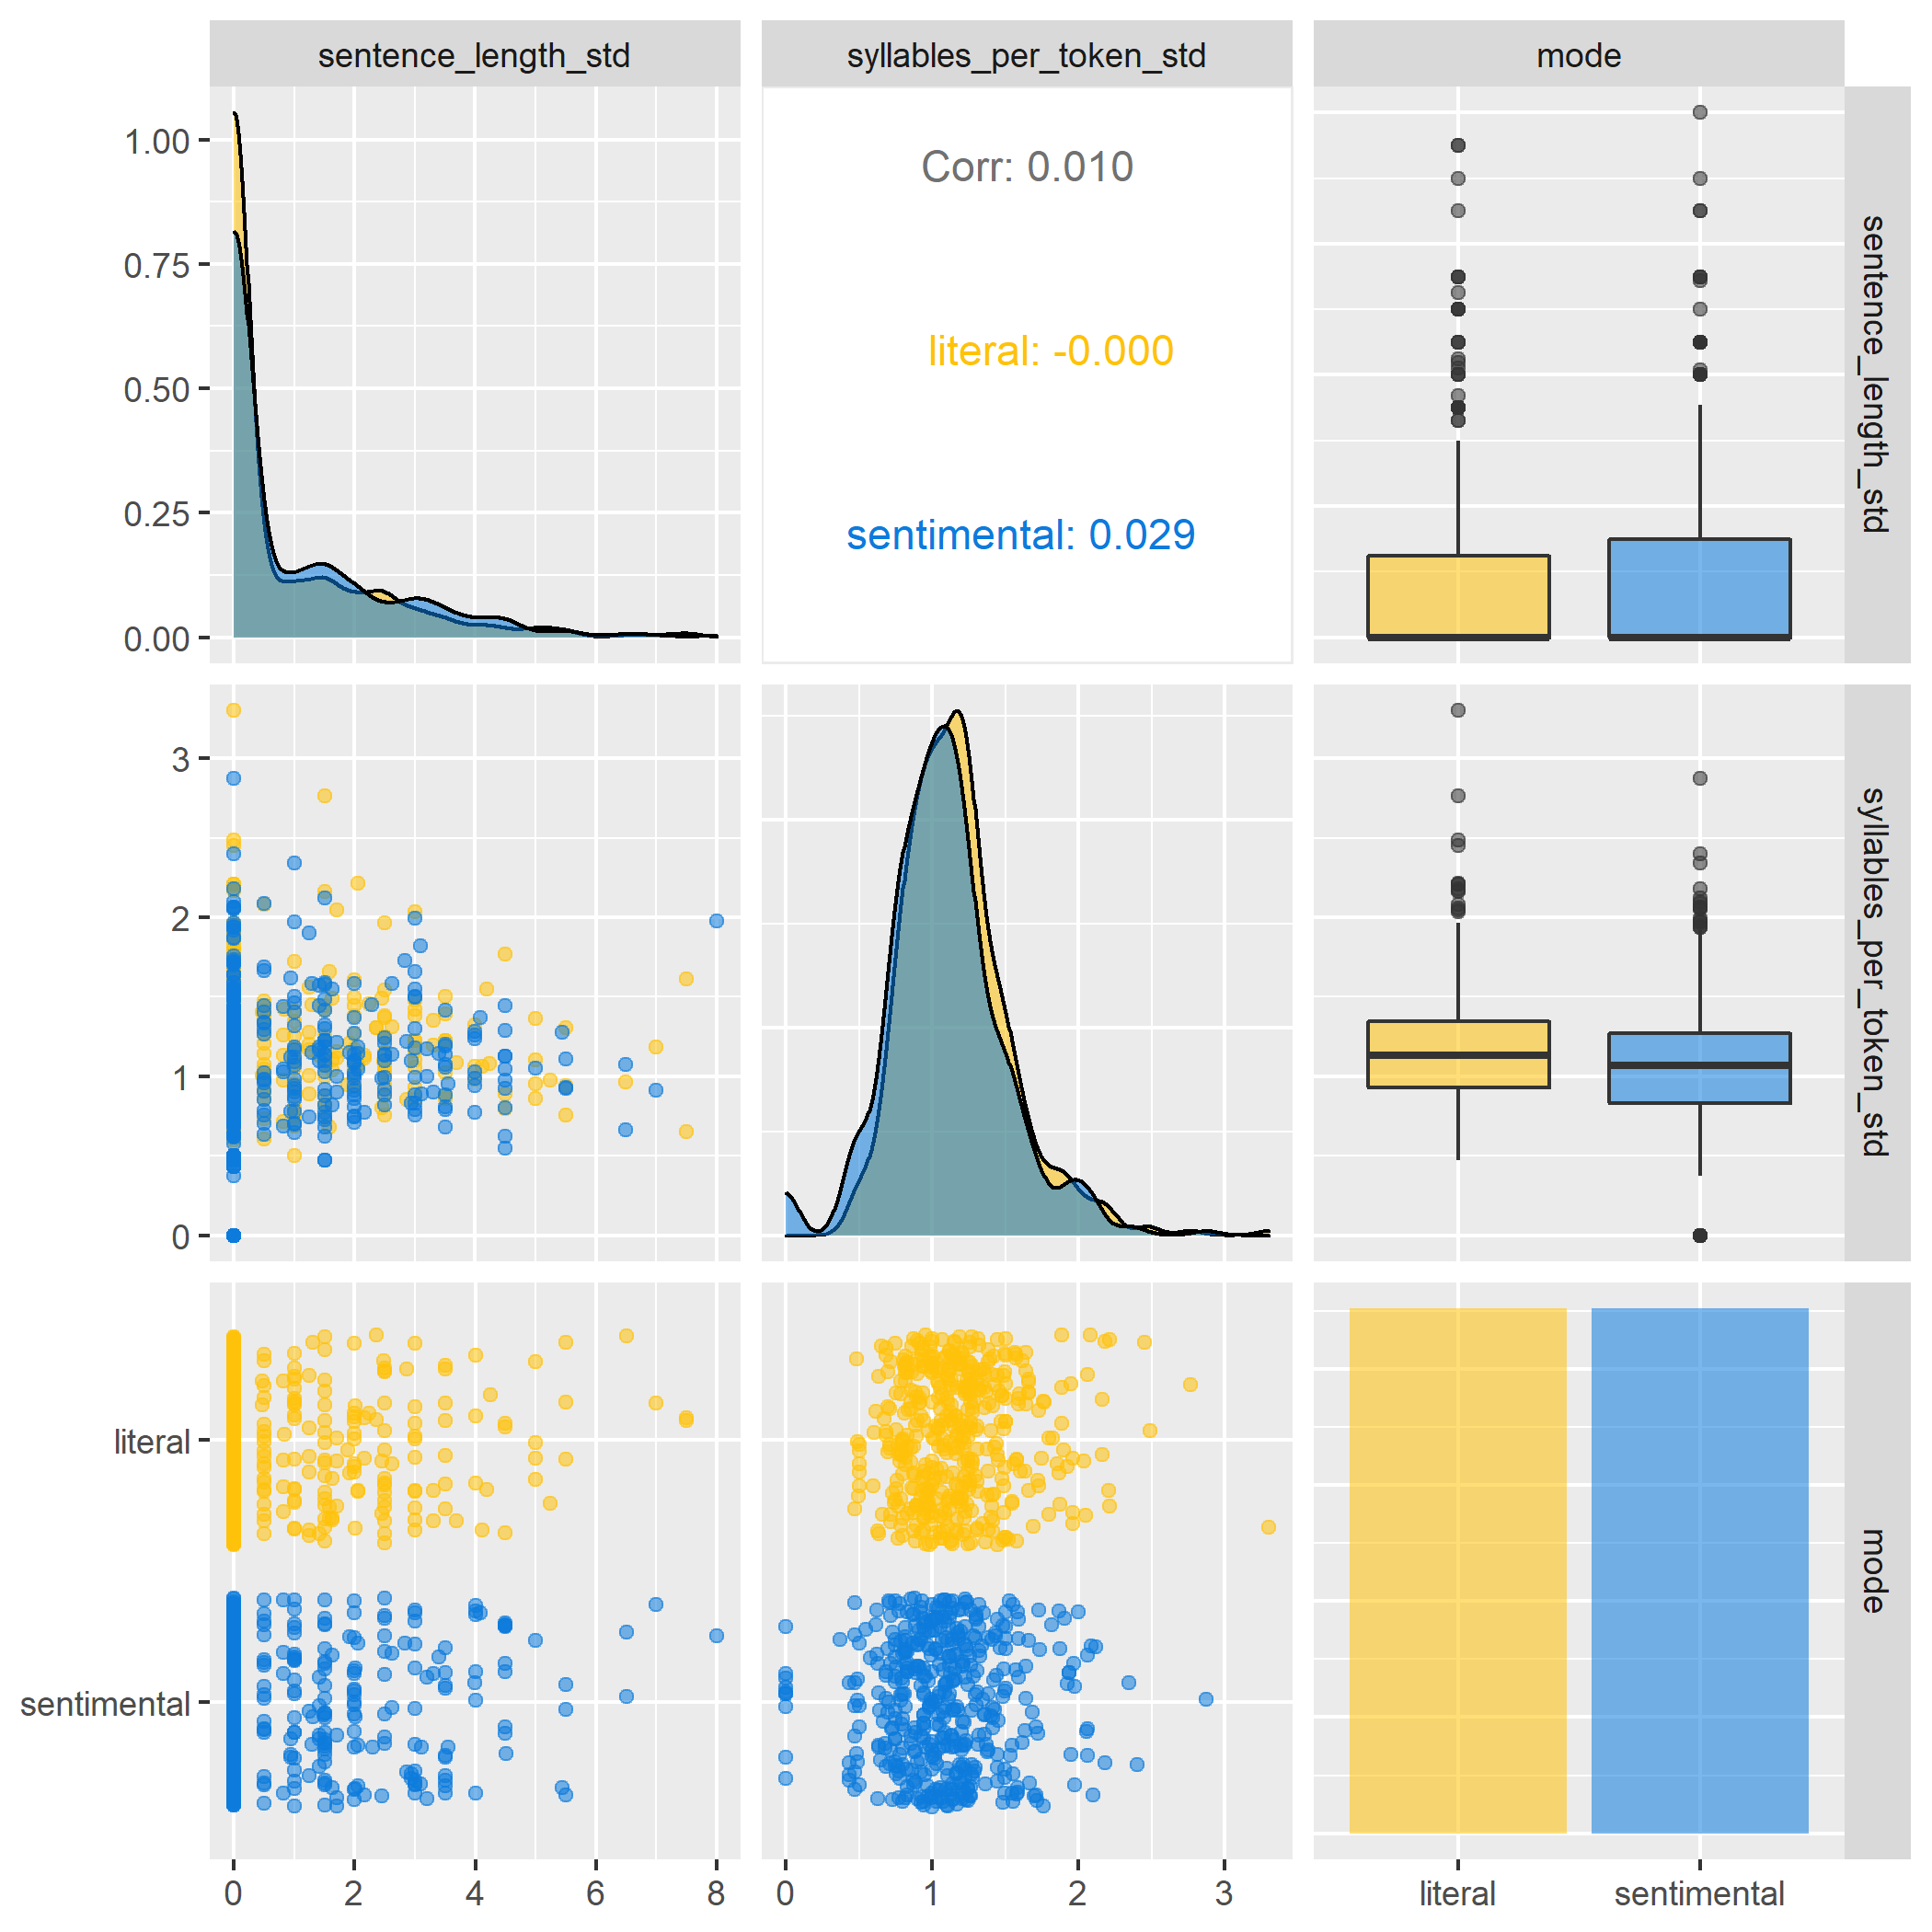 sentence_length_std
syllables_per_token_std
mode
1.00
0.75
0.50
0.25
0.00
Corr: 0.010
literal: -0.000
sentimental: 0.029
sentence_length_std
3
2
1
0
syllables_per_token_std
literal
sentimental
mode
0 2 4 6 8
0 1 2 3
literal sentimental